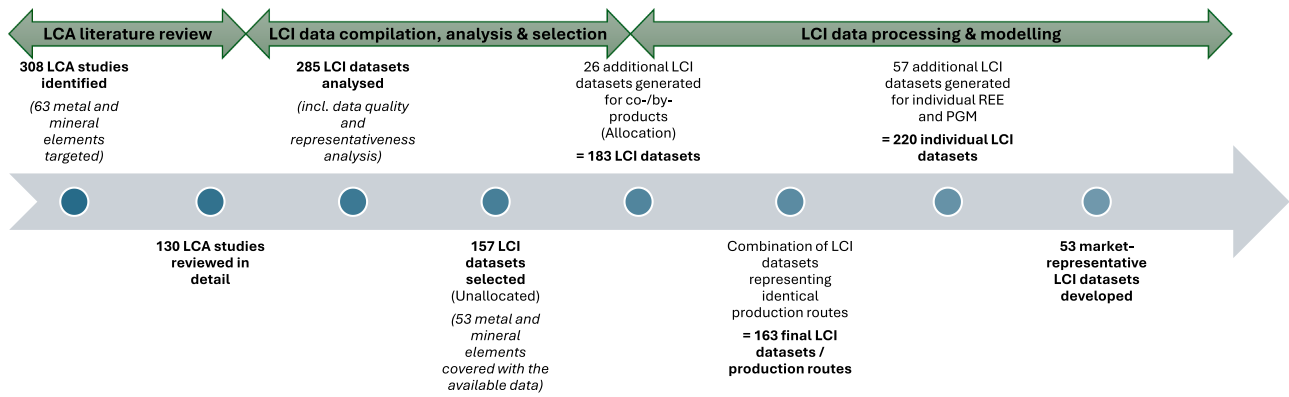 LCA literature review
LCI data compilation, analysis & selection
LCI data processing & modelling
308 LCA studies
identified
(63 metal and
mineral
elements
targeted)
285 LCI datasets
analysed
(incl. data quality
and
representativeness
analysis)
26 additional LCI
datasets generated
for co-/by-
products
(Allocation)
= 183 LCI datasets
57 additional LCI
datasets generated
for individual REE
and PGM
= 220 individual LCI
datasets
130 LCA studies
reviewed in
detail
157 LCI
datasets
selected
(Unallocated)
(53 metal and
mineral
elements
covered with the
available data)
Combination of LCI
datasets
representing
identical
production routes
= 163 final LCI
datasets /
production routes
53 market-
representative
LCI datasets
developed